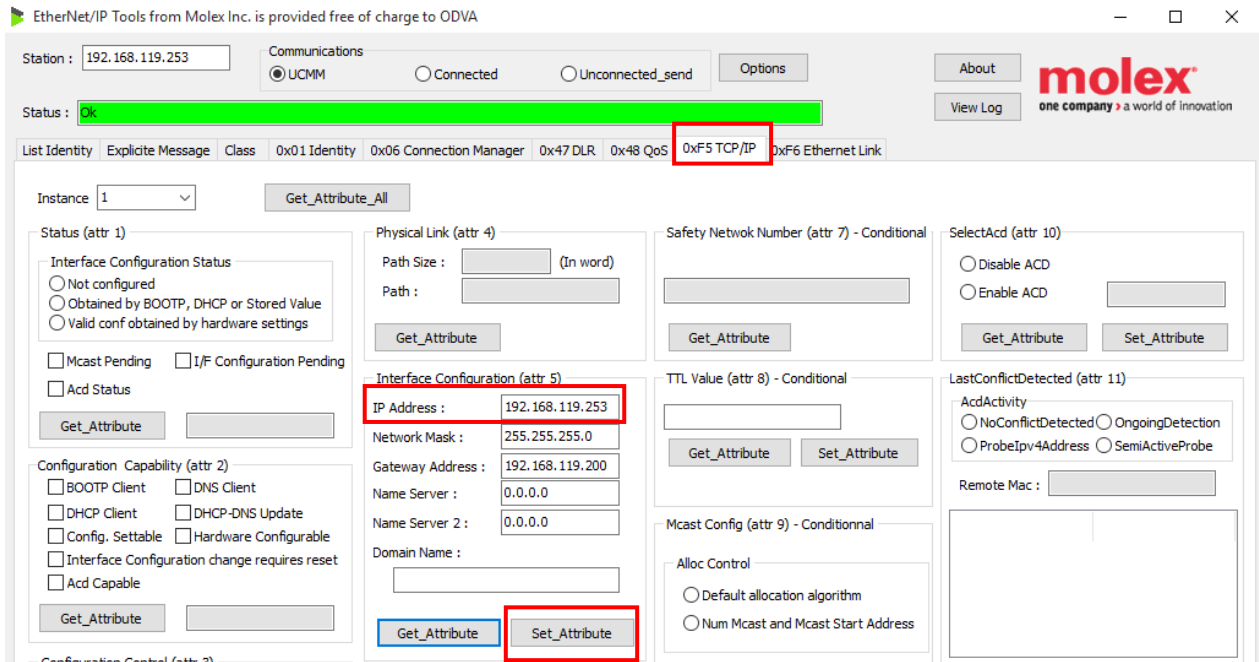 EtherNet/IP Tools from Molex Inc. is provided free of charge to ODVA
Station : 192.168.119.253
Communications
UCMM Connected Unconnected_send
Options
About
molex
one company > a world of innovation
Status : Ok
View Log
List Identity Explicite Message Class 0x01 Identity 0x06 Connection Manager 0x47 DLR 0x48 QoS 0xF5 TCP/IP 0xF6 Ethernet Link
Instance 1 Get_Attribute_All
Status (attr 1)
Interface Configuration Status
Not configured
Obtained by BOOTP, DHCP or Stored Value
Valid conf obtained by hardware settings
Mcast Pending I/F Configuration Pending
Acd Status
Get_Attribute
Configuration Capability (attr 2)
BOOTP Client DNS Client
DHCP Client DHCP-DNS Update
Config. Settable Hardware Configurable
Interface Configuration change requires reset
Acd Capable
Get_Attribute
Configuration Control (attr 3)
Physical Link (attr 4)
Path Size : (In word)
Path :
Get_Attribute
Interface Configuration (attr 5)
IP Address : 192.168.119.253
Network Mask : 255.255.255.0
Gateway Address : 192.168.119.200
Name Server : 0.0.0.0
Name Server 2 : 0.0.0.0
Domain Name :
Get_Attribute Set_Attribute
Safety Netwok Number (attr 7) - Conditional
Get_Attribute
TTL Value (attr 8) - Conditional
Get_Attribute Set_Attribute
Mcast Config (attr 9) - Conditionnal
Alloc Control
Default allocation algorithm
Num Mcast and Mcast Start Address
SelectAcd (attr 10)
Disable ACD
Enable ACD
Get_Attribute Set_Attribute
LastConflictDetected (attr 11)
AcdActivity
NoConflictDetected OngoingDetection
ProbeIpv4Address SemiActiveProbe
Remote Mac :